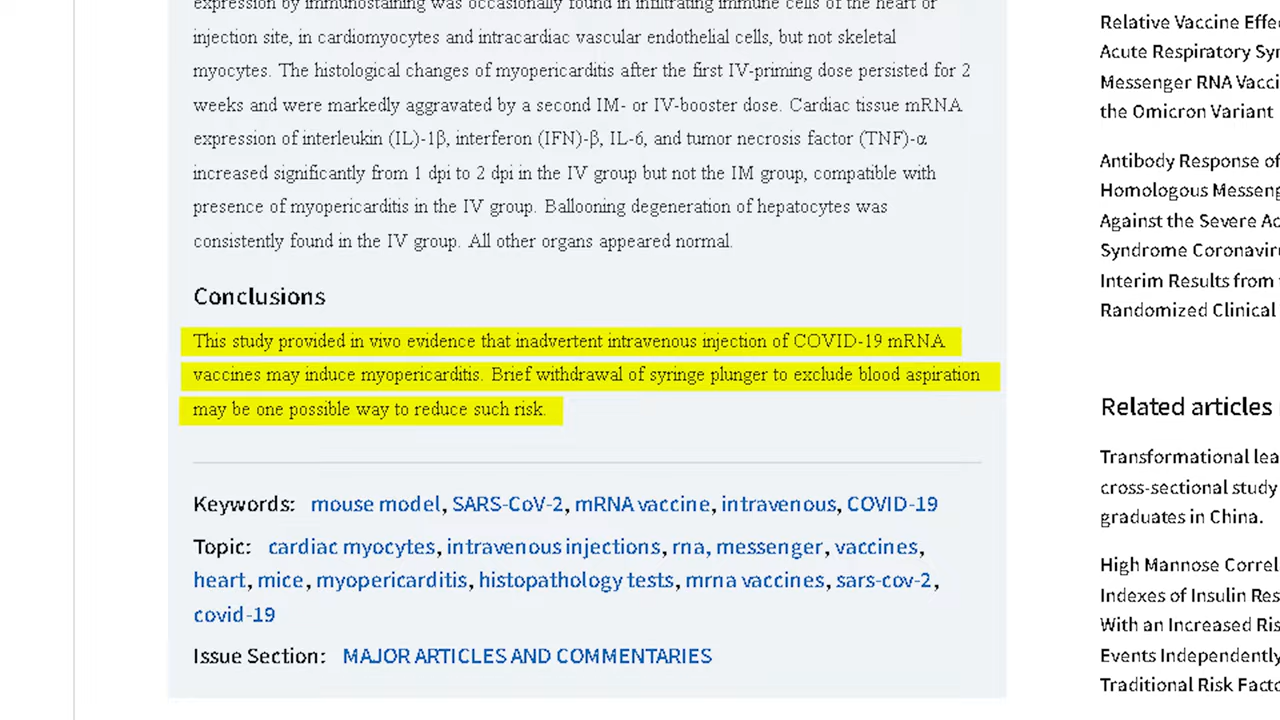 expression by immunostaining was occasionally found in infiltrating immune cells of the heart or
injection site, in cardiomyocytes and intracardiac vascular endothelial cells, but not skeletal
myocytes. The histological changes of myopericarditis after the first IV-priming dose persisted for 2
weeks and were markedly aggravated by a second IM- or IV-booster dose. Cardiac tissue mRNA
expression of interleukin (IL)-1β, interferon (IFN)-β, IL-6, and tumor necrosis factor (TNF)-α
increased significantly from 1 dpi to 2 dpi in the IV group but not the IM group, compatible with
presence of myopericarditis in the IV group. Ballooning degeneration of hepatocytes was
consistently found in the IV group. All other organs appeared normal.
Conclusions
This study provided in vivo evidence that inadvertent intravenous injection of COVID-19 mRNA
vaccines may induce myopericarditis. Brief withdrawal of syringe plunger to exclude blood aspiration
may be one possible way to reduce such risk.
Keywords: mouse model, SARS-CoV-2, mRNA vaccine, intravenous, COVID-19
Topic: cardiac myocytes, intravenous injections, rna, messenger, vaccines,
heart, mice, myopericarditis, histopathology tests, mrna vaccines, sars-cov-2,
covid-19
Issue Section: MAJOR ARTICLES AND COMMENTARIES
Relative Vaccine Effe
Acute Respiratory Syn
Messenger RNA Vacci
the Omicron Variant
Antibody Response of
Homologous Messeng
Against the Severe Ac
Syndrome Coronaviru
Interim Results from
Randomized Clinical
Related articles
Transformational lea
cross-sectional study
graduates in China.
High Mannose Correl
Indexes of Insulin Res
With an Increased Ris
Events Independently
Traditional Risk Facto